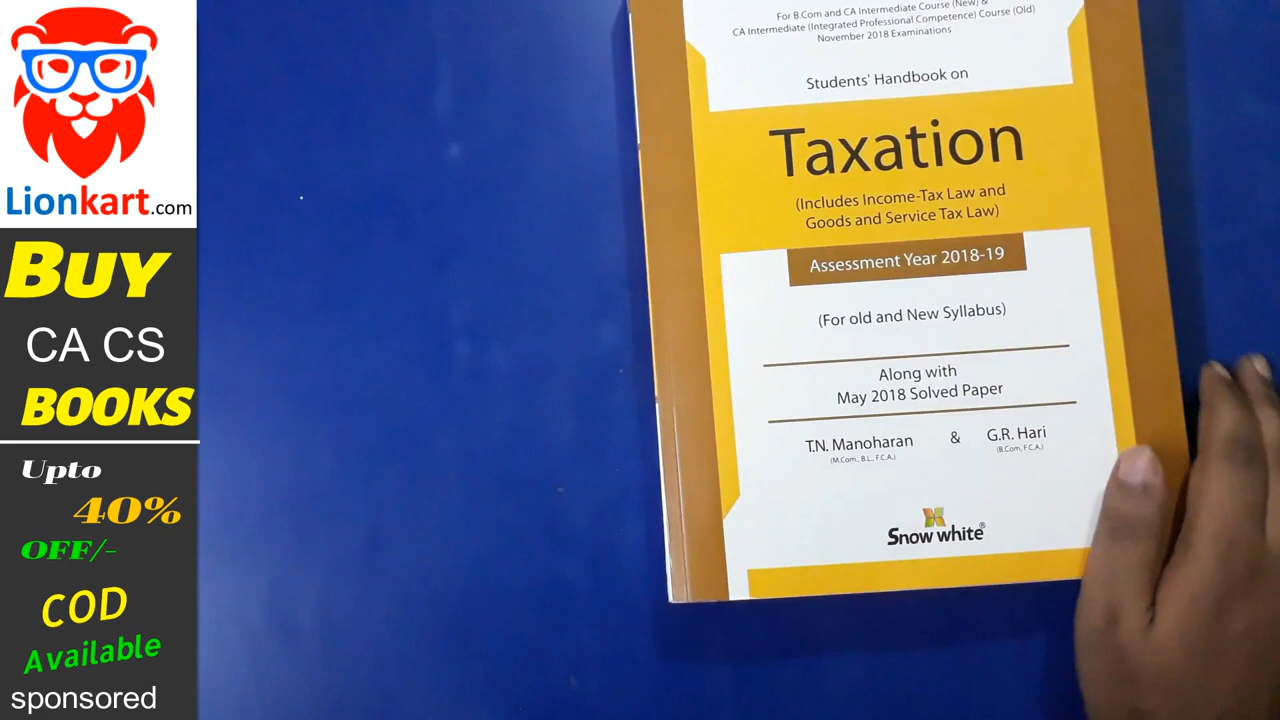 Lionkart.com
BUY
CA CS
BOOKS
Upto
40%
OFF/-
COD
Available
sponsored
For B.Com and CA Intermediate Course (New) &
CA Intermediate (Integrated Professional Competence) Course (Old)
November 2018 Examinations
Students' Handbook on
Taxation
(Includes Income-Tax Law and
Goods and Service Tax Law)
Assessment Year 2018-19
(For old and New Syllabus)
Along with
May 2018 Solved Paper
T.N. Manoharan & G.R. Hari
(M.Com., B.L., F.C.A.) (B.Com, F.C.A.)
Snow white®